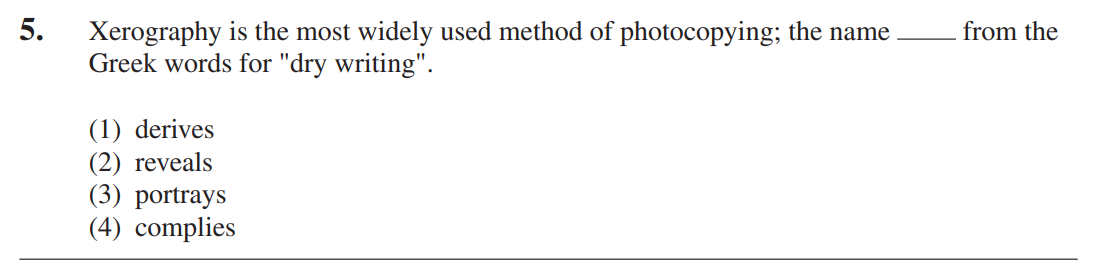 5. Xerography is the most widely used method of photocopying; the name ____ from the
Greek words for "dry writing".
(1) derives
(2) reveals
(3) portrays
(4) complies